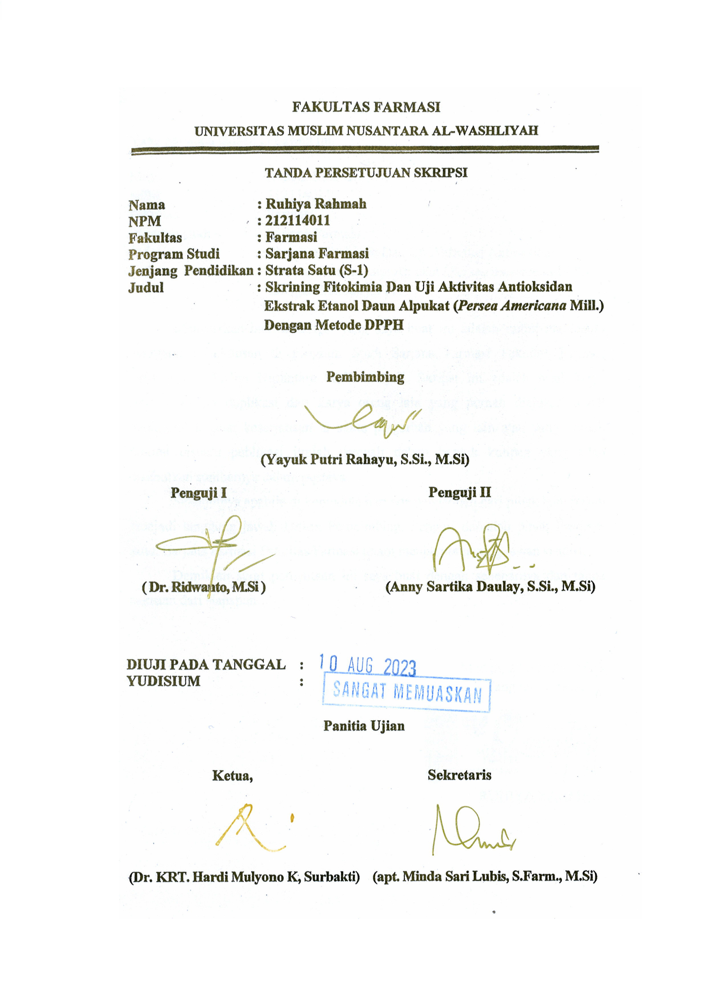 FAKULTAS FARMASI
UNIVERSITAS MUSLIM NUSANTARA AL-WASHLIYAH
TANDA PERSETUJUAN SKRIPSI
Nama : Ruhiya Rahmah
NPM : 212114011
Fakultas : Farmasi
Program Studi : Sarjana Farmasi
Jenjang Pendidikan : Strata Satu (S-1)
Judul : Skrining Fitokimia Dan Uji Aktivitas Antioksidan
Ekstrak Etanol Daun Alpukat (Persea Americana Mill.)
Dengan Metode DPPH
Pembimbing
(Yayuk Putri Rahayu, S.Si., M.Si)
Penguji I Penguji II
( Dr. Ridwanto, M.Si ) (Anny Sartika Daulay, S.Si., M.Si)
DIUJI PADA TANGGAL : 10 AUG 2023
YUDISIUM : SANGAT MEMUASKAN
Panitia Ujian
Ketua, Sekretaris
(Dr. KRT. Hardi Mulyono K, Surbakti) (apt. Minda Sari Lubis, S.Farm., M.Si)